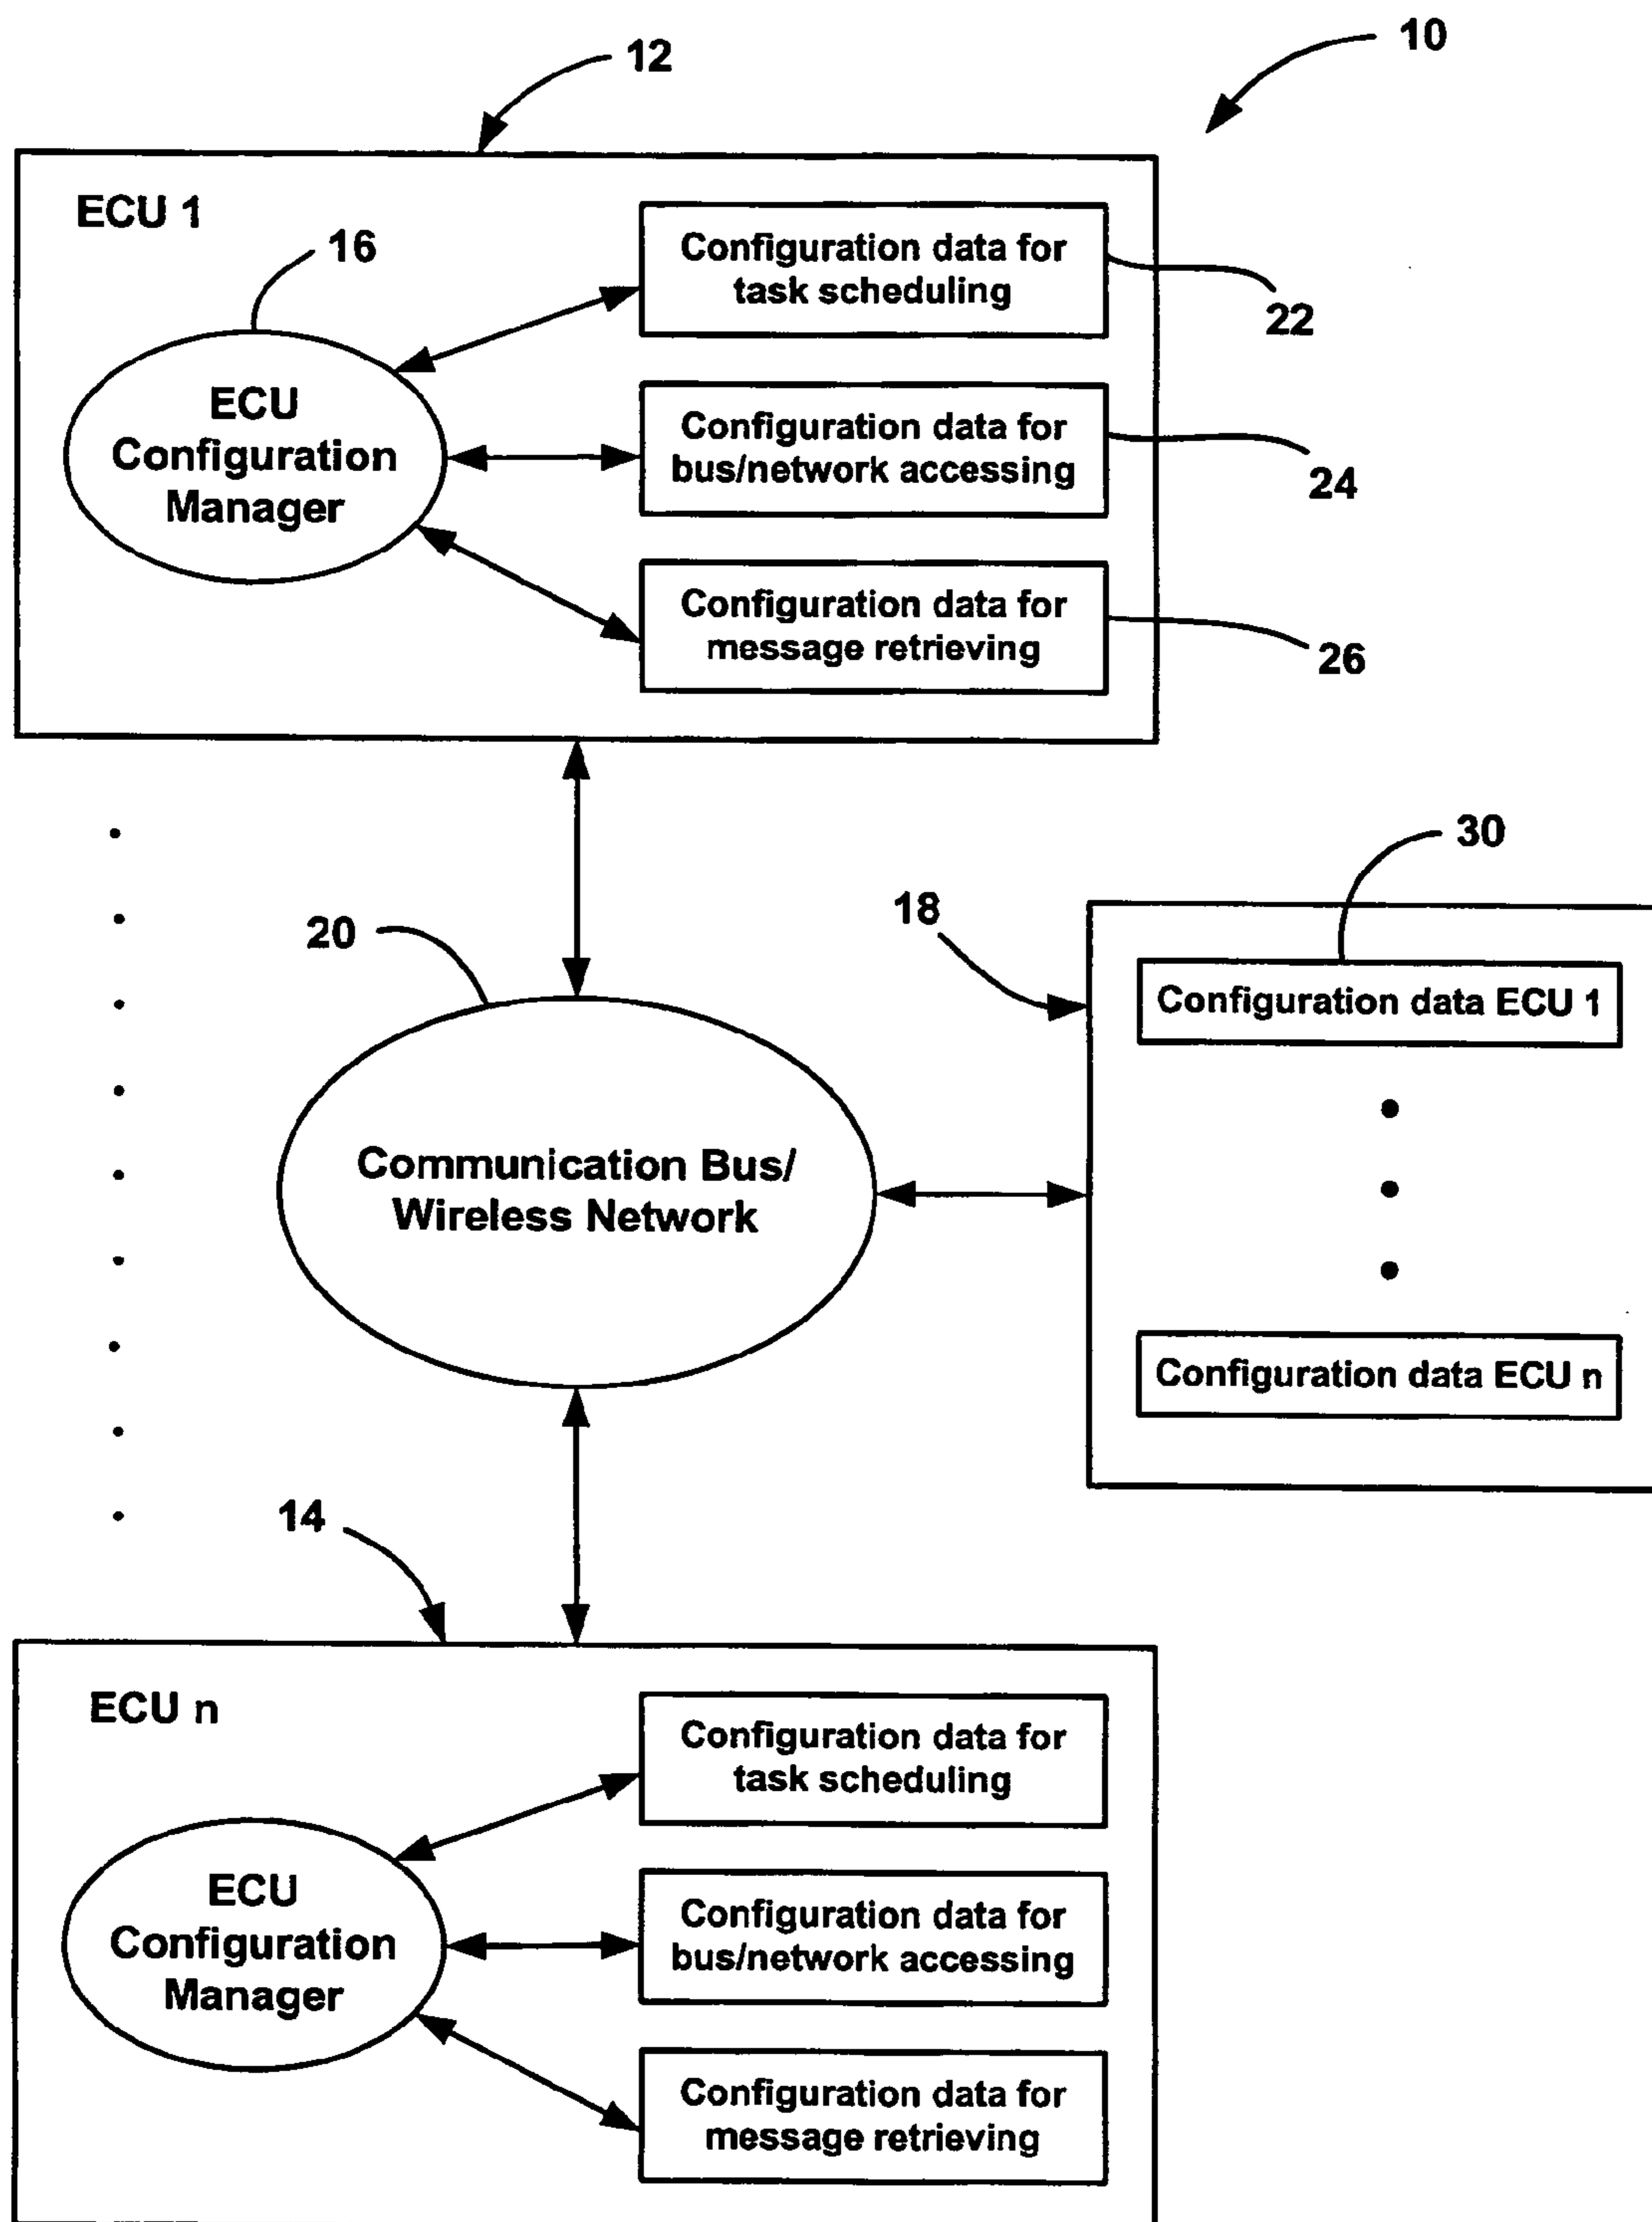 10
12
ECU 1
16
Configuration data for
task scheduling
22
ECU
Configuration
Manager
Configuration data for
bus/network accessing
24
Configuration data for
message retrieving
26
30
18
20
Configuration data ECU 1
Communication Bus/
Wireless Network
Configuration data ECU n
14
ECU n
Configuration data for
task scheduling
ECU
Configuration
Manager
Configuration data for
bus/network accessing
Configuration data for
message retrieving